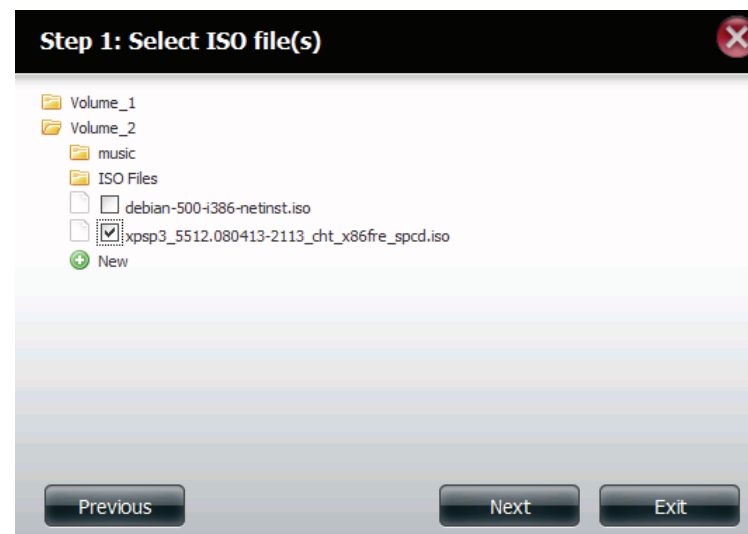 Step 1: Select ISO file(s)
Volume_1
Volume_2
music
ISO Files
debian-500-i386-netinst.iso
xpsp3_5512.080413-2113_cht_x86fre_spcd.iso
New
Previous Next Exit